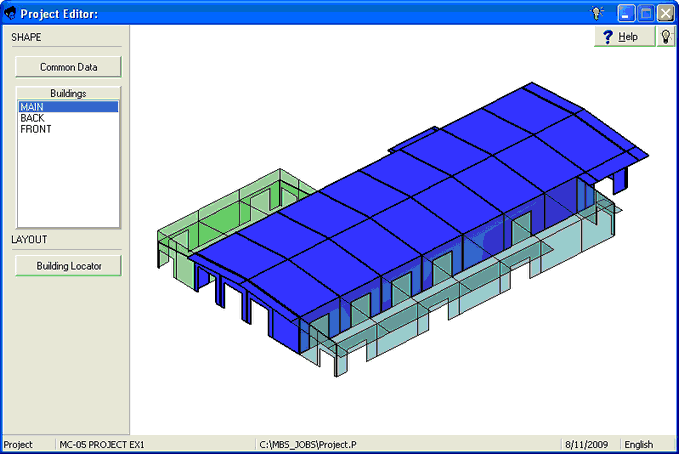 Project Editor:
SHAPE
? Help
Common Data
Buildings
MAIN
BACK
FRONT
LAYOUT
Building Locator
Project MC-05 PROJECT EX1 C:\MBS_JOBS\Project.P 8/11/2009 English